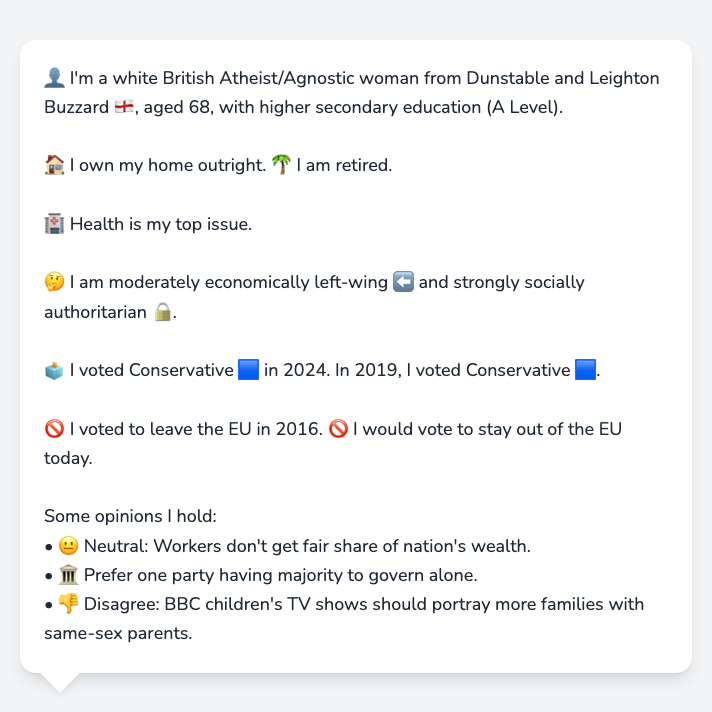 👤 I'm a white British Atheist/Agnostic woman from Dunstable and Leighton
Buzzard 🏴󠁧󠁢󠁥󠁮󠁧󠁿, aged 68, with higher secondary education (A Level).
🏠 I own my home outright. 🌴 I am retired.
🏥 Health is my top issue.
🤔 I am moderately economically left-wing ⬅️ and strongly socially
authoritarian 🔒.
🗳️ I voted Conservative 🟦 in 2024. In 2019, I voted Conservative 🟦.
🚫 I voted to leave the EU in 2016. 🚫 I would vote to stay out of the EU
today.
Some opinions I hold:
• 😐 Neutral: Workers don't get fair share of nation's wealth.
• 🏛️ Prefer one party having majority to govern alone.
• 👎 Disagree: BBC children's TV shows should portray more families with
same-sex parents.